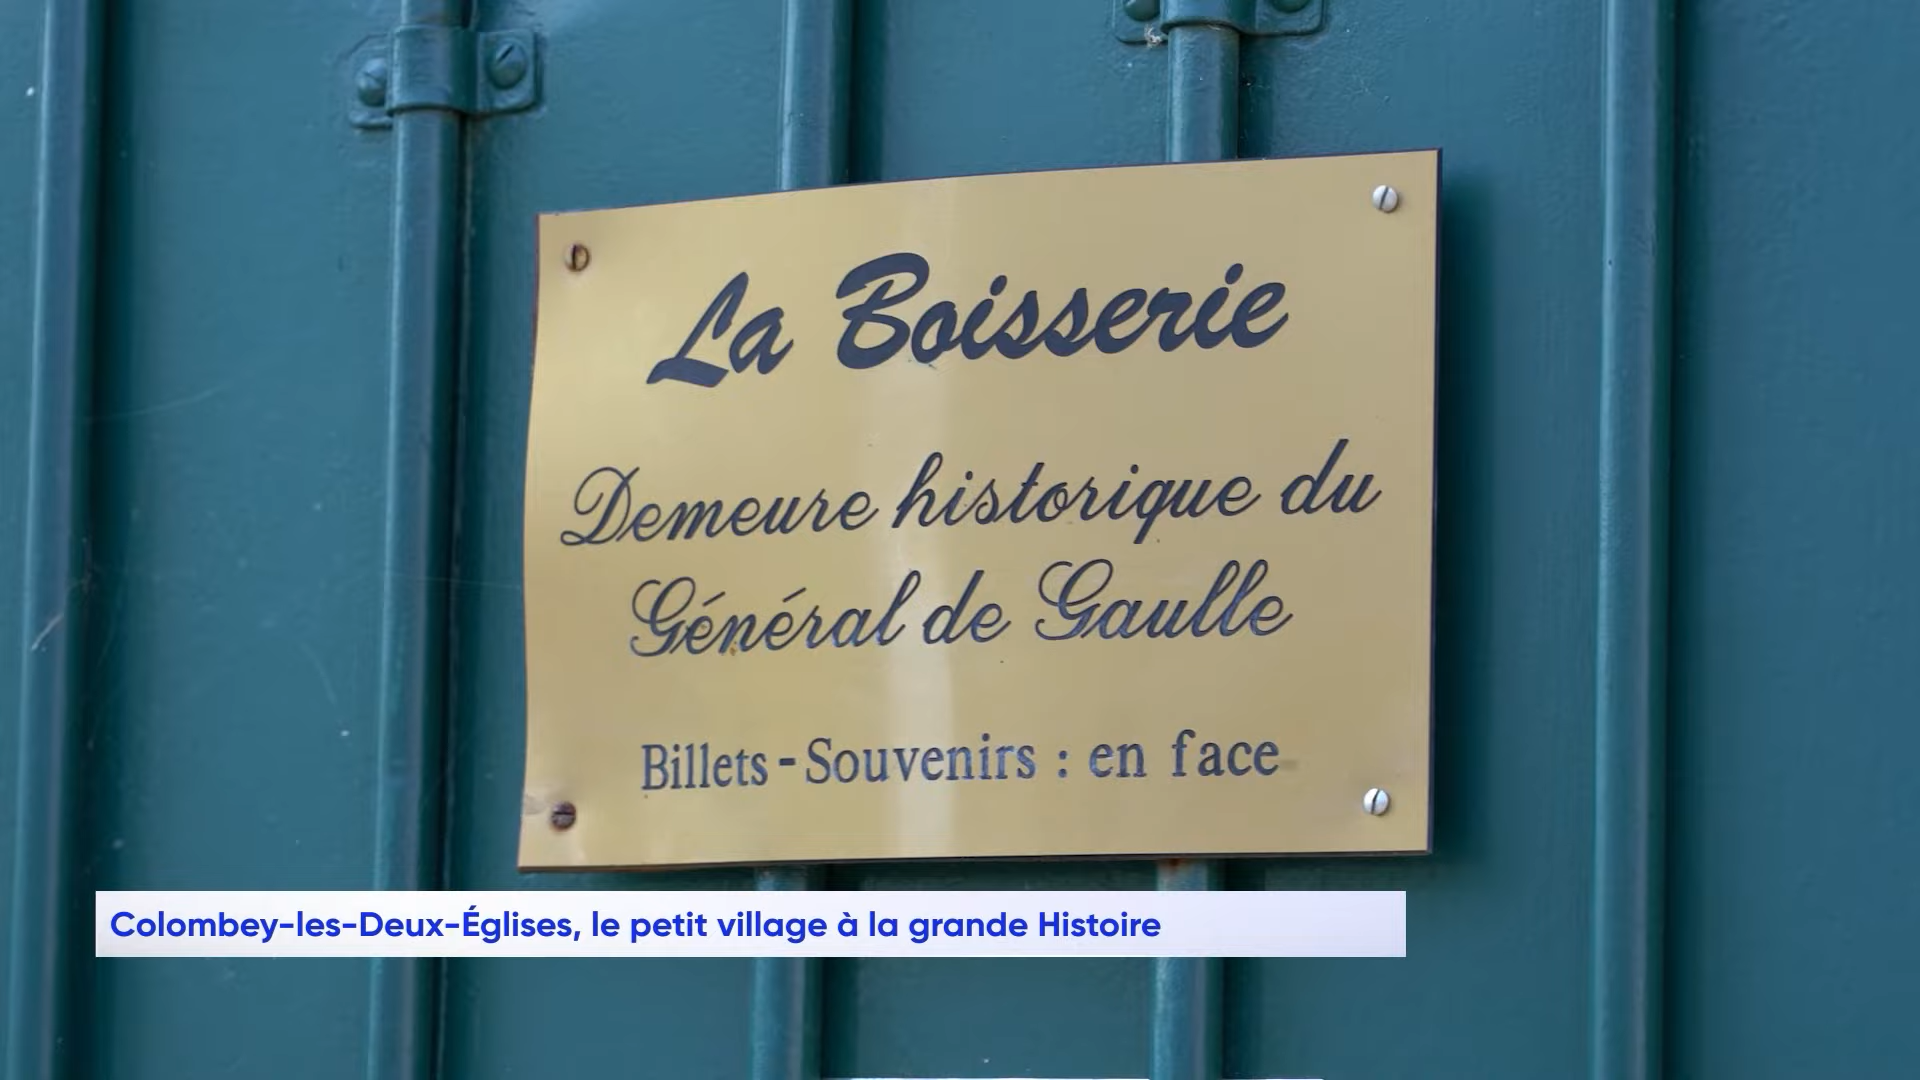 La Boisserie
Demeure historique du
Général de Gaulle
Billets-Souvenirs : en face
Colombey-les-Deux-Églises, le petit village à la grande Histoire